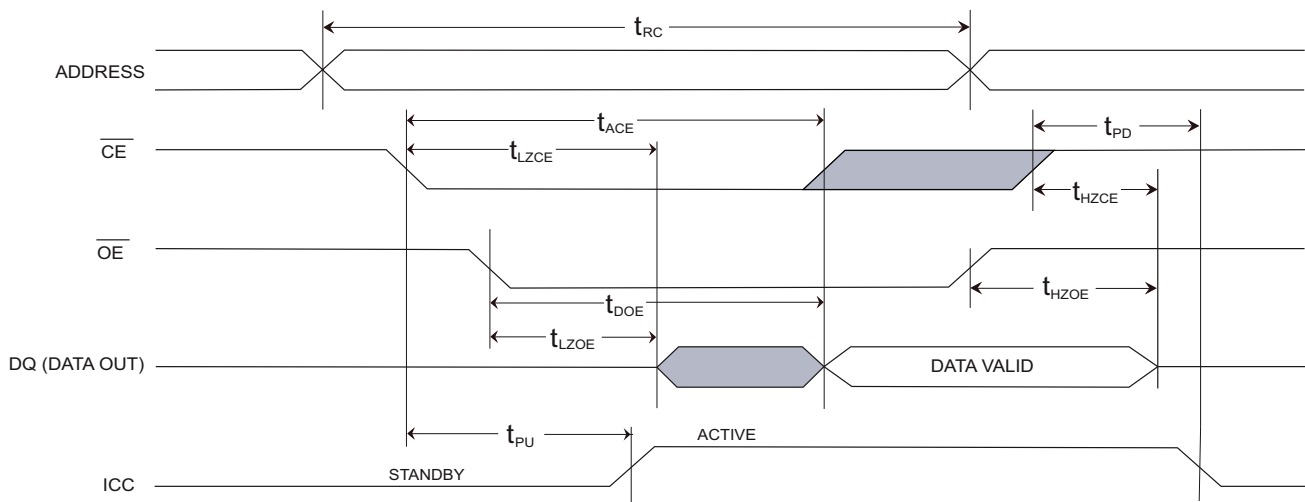 tRC
ADDRESS
tACE
tPD
CE
tLZCE
tHZCE
OE
tHZOE
tDOE
tLZOE
DQ (DATA OUT)
DATA VALID
tPU
ACTIVE
STANDBY
ICC